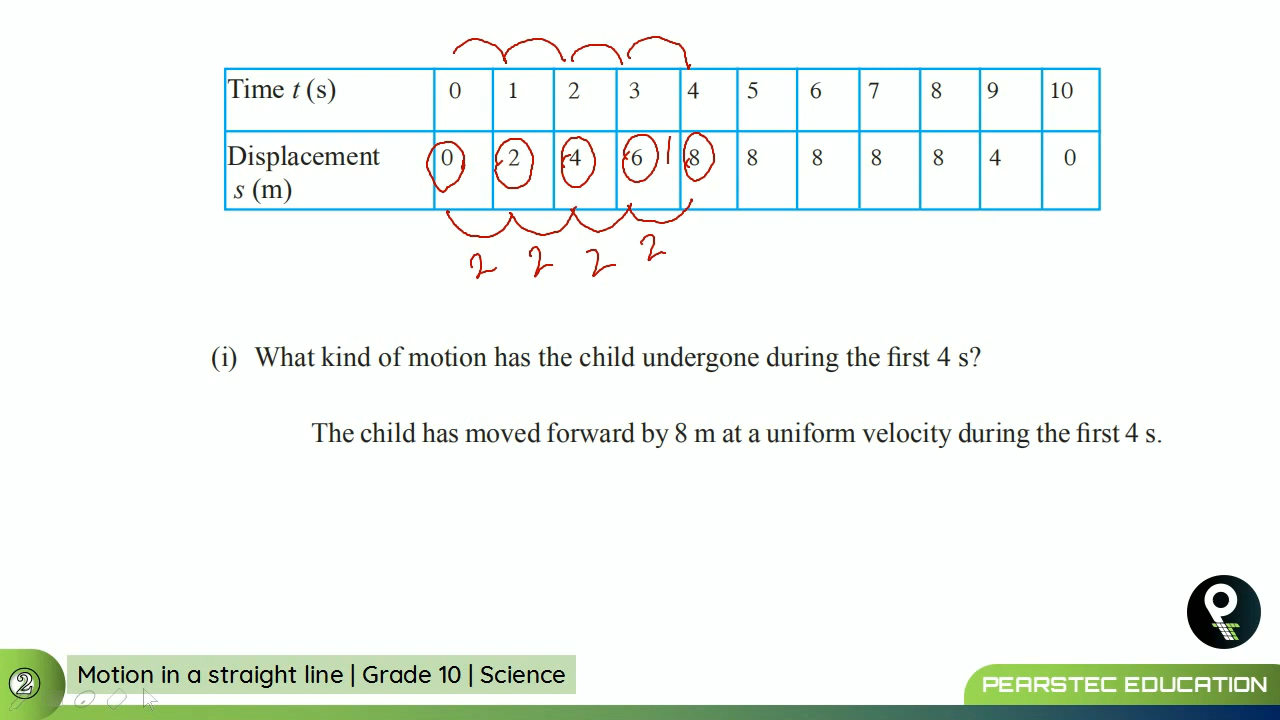 Time t (s) 0 1 2 3 4 5 6 7 8 9 10
Displacement
s (m) 0 2 4 6 8 8 8 8 8 4 0
2 2 2 2
(i) What kind of motion has the child undergone during the first 4 s?
The child has moved forward by 8 m at a uniform velocity during the first 4 s.
2 Motion in a straight line | Grade 10 | Science
PEARSTEC EDUCATION